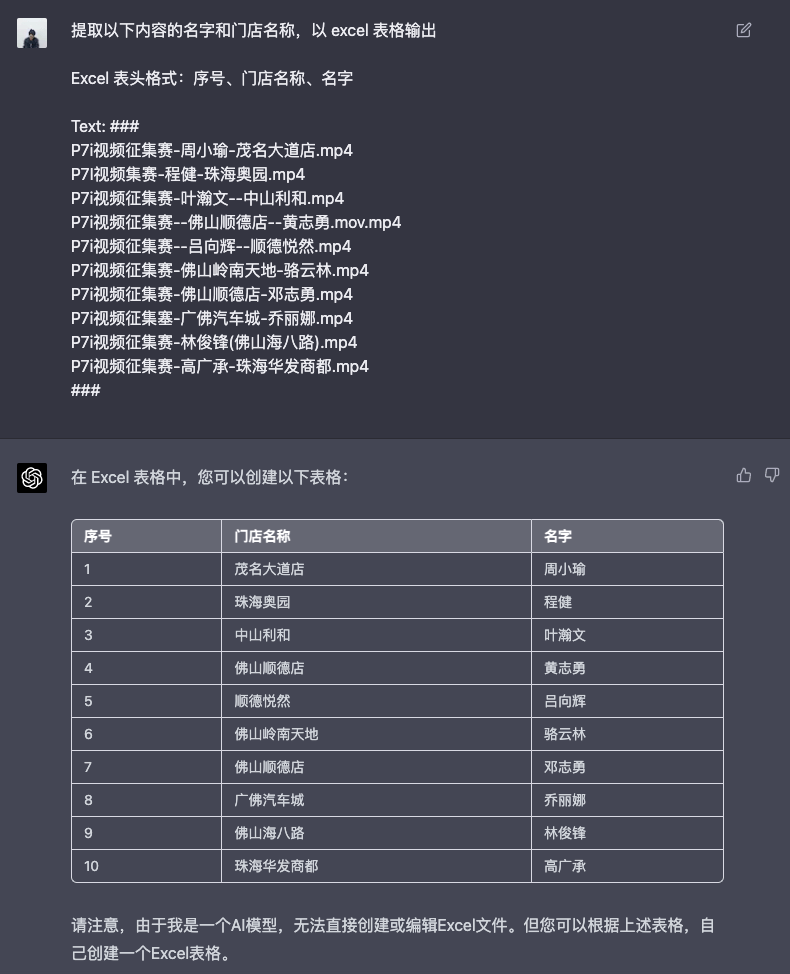 提取以下内容的名字和门店名称，以 excel 表格输出
Excel 表头格式：序号、门店名称、名字
Text: ###
P7i视频征集赛-周小瑜-茂名大道店.mp4
P7I视频集赛-程健-珠海奥园.mp4
P7i视频征集赛-叶瀚文--中山利和.mp4
P7i视频征集赛--佛山顺德店--黄志勇.mov.mp4
P7i视频征集赛--吕向辉--顺德悦然.mp4
P7i视频征集赛-佛山岭南天地-骆云林.mp4
P7i视频征集赛-佛山顺德店-邓志勇.mp4
P7i视频征集塞-广佛汽车城-乔丽娜.mp4
P7i视频征集赛-林俊锋(佛山海八路).mp4
P7i视频征集赛-高广承-珠海华发商都.mp4
###
在 Excel 表格中，您可以创建以下表格：
序号 门店名称 名字
1 茂名大道店 周小瑜
2 珠海奥园 程健
3 中山利和 叶瀚文
4 佛山顺德店 黄志勇
5 顺德悦然 吕向辉
6 佛山岭南天地 骆云林
7 佛山顺德店 邓志勇
8 广佛汽车城 乔丽娜
9 佛山海八路 林俊锋
10 珠海华发商都 高广承
请注意，由于我是一个AI模型，无法直接创建或编辑Excel文件。但您可以根据上述表格，自
己创建一个Excel表格。